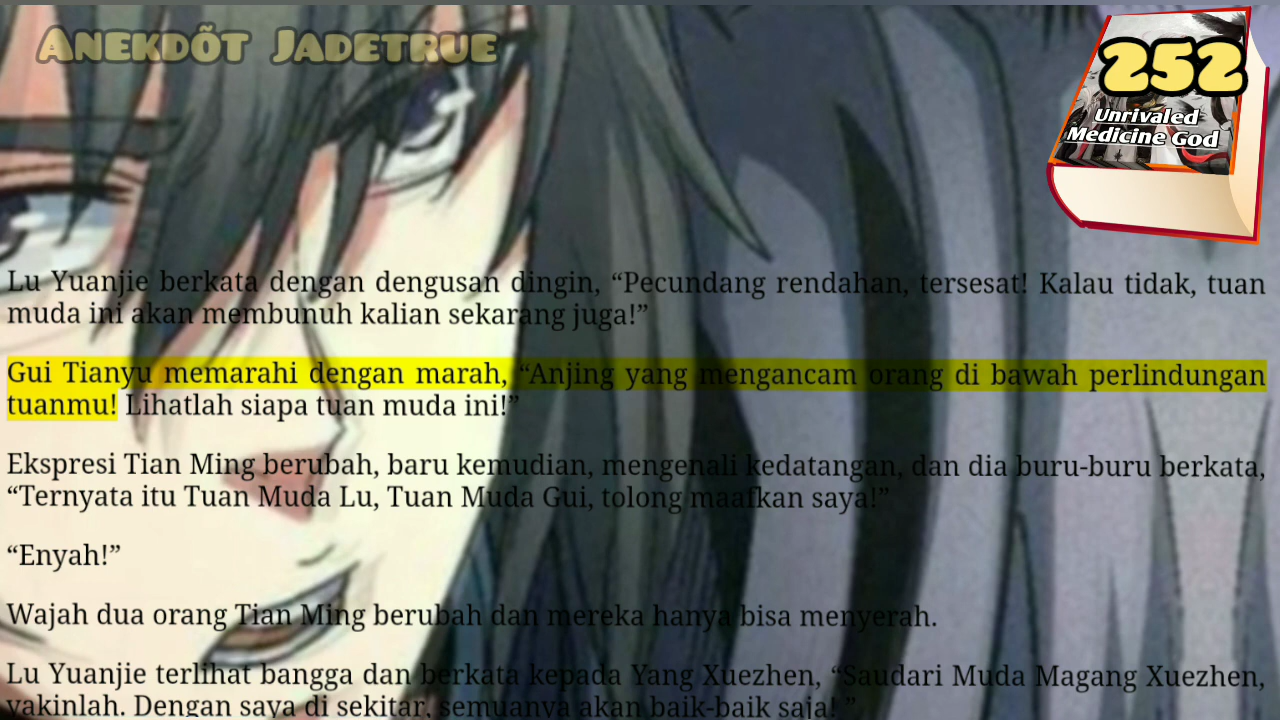 Anekdõt Jadetrue
252
Unrivaled
Medicine God
Lu Yuanjie berkata dengan dengusan dingin, “Pecundang rendahan, tersesat! Kalau tidak, tuan
muda ini akan membunuh kalian sekarang juga!”
Gui Tianyu memarahi dengan marah, “Anjing yang mengancam orang di bawah perlindungan
tuanmu! Lihatlah siapa tuan muda ini!”
Ekspresi Tian Ming berubah, baru kemudian, mengenali kedatangan, dan dia buru-buru berkata,
“Ternyata itu Tuan Muda Lu, Tuan Muda Gui, tolong maafkan saya!”
“Enyah!”
Wajah dua orang Tian Ming berubah dan mereka hanya bisa menyerah.
Lu Yuanjie terlihat bangga dan berkata kepada Yang Xuezhen, “Saudari Muda Magang Xuezhen,
yakinlah. Dengan saya di sekitar, semuanya akan baik-baik saja! ”